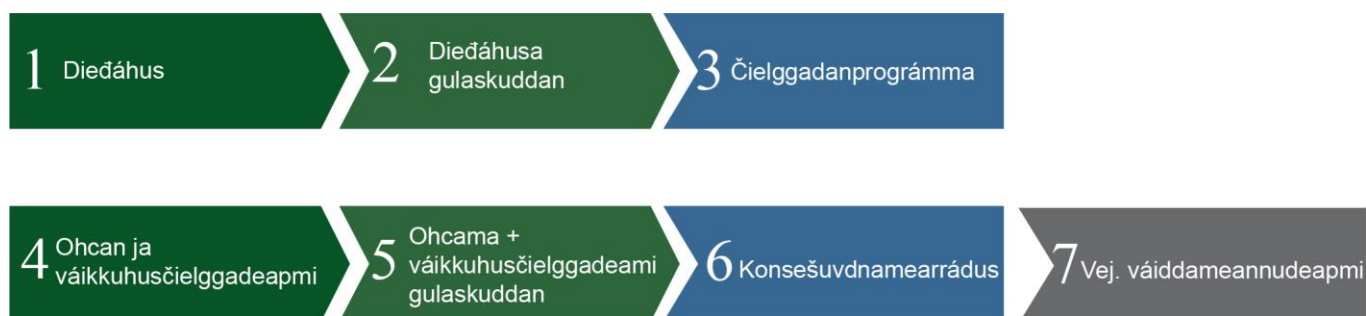 1 Dieđáhus
2 Dieđáhusa
gulaskuddan
3 Čielggadanprográmma
4 Ohcan ja
váikkuhusčielggadeapmi
5 Ohcama +
váikkuhusčielggadeami
gulaskuddan
6 Konsešuvdnamearrádus
7 Vej. váiddameannudeapmi